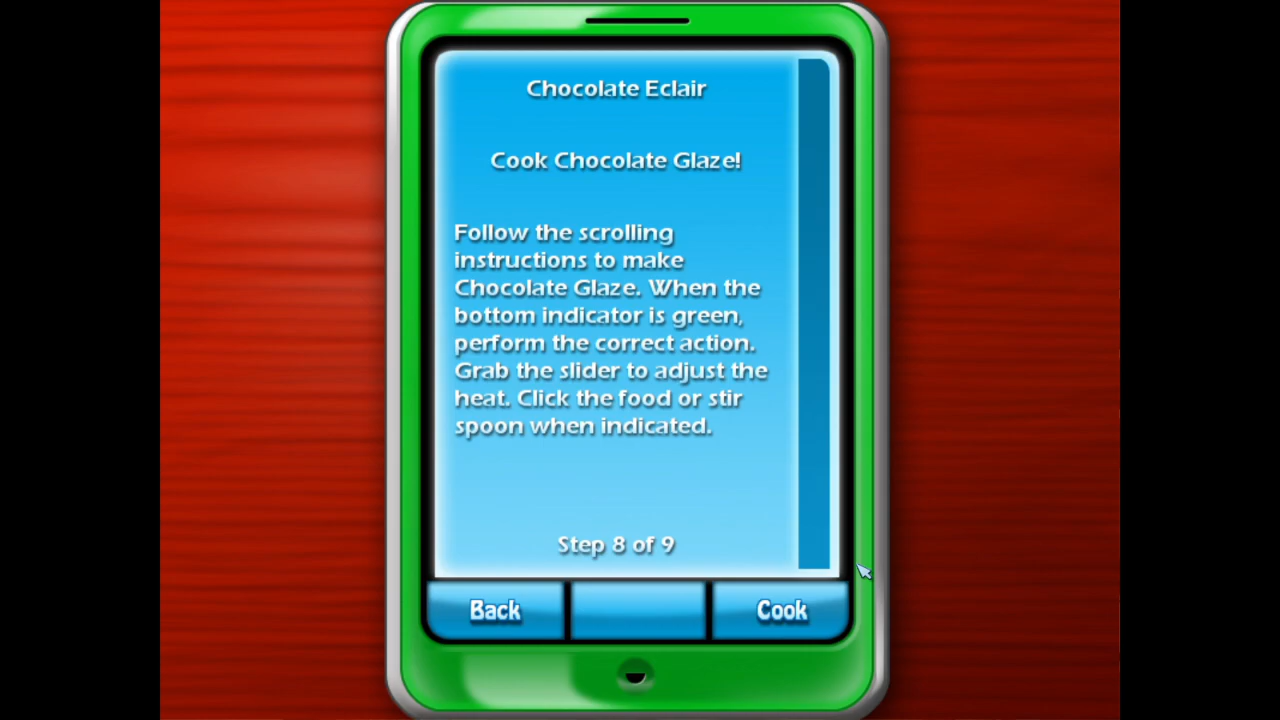 Chocolate Eclair
Cook Chocolate Glaze!
Follow the scrolling
instructions to make
Chocolate Glaze. When the
bottom indicator is green,
perform the correct action.
Grab the slider to adjust the
heat. Click the food or stir
spoon when indicated.
Step 8 of 9
Back
Cook